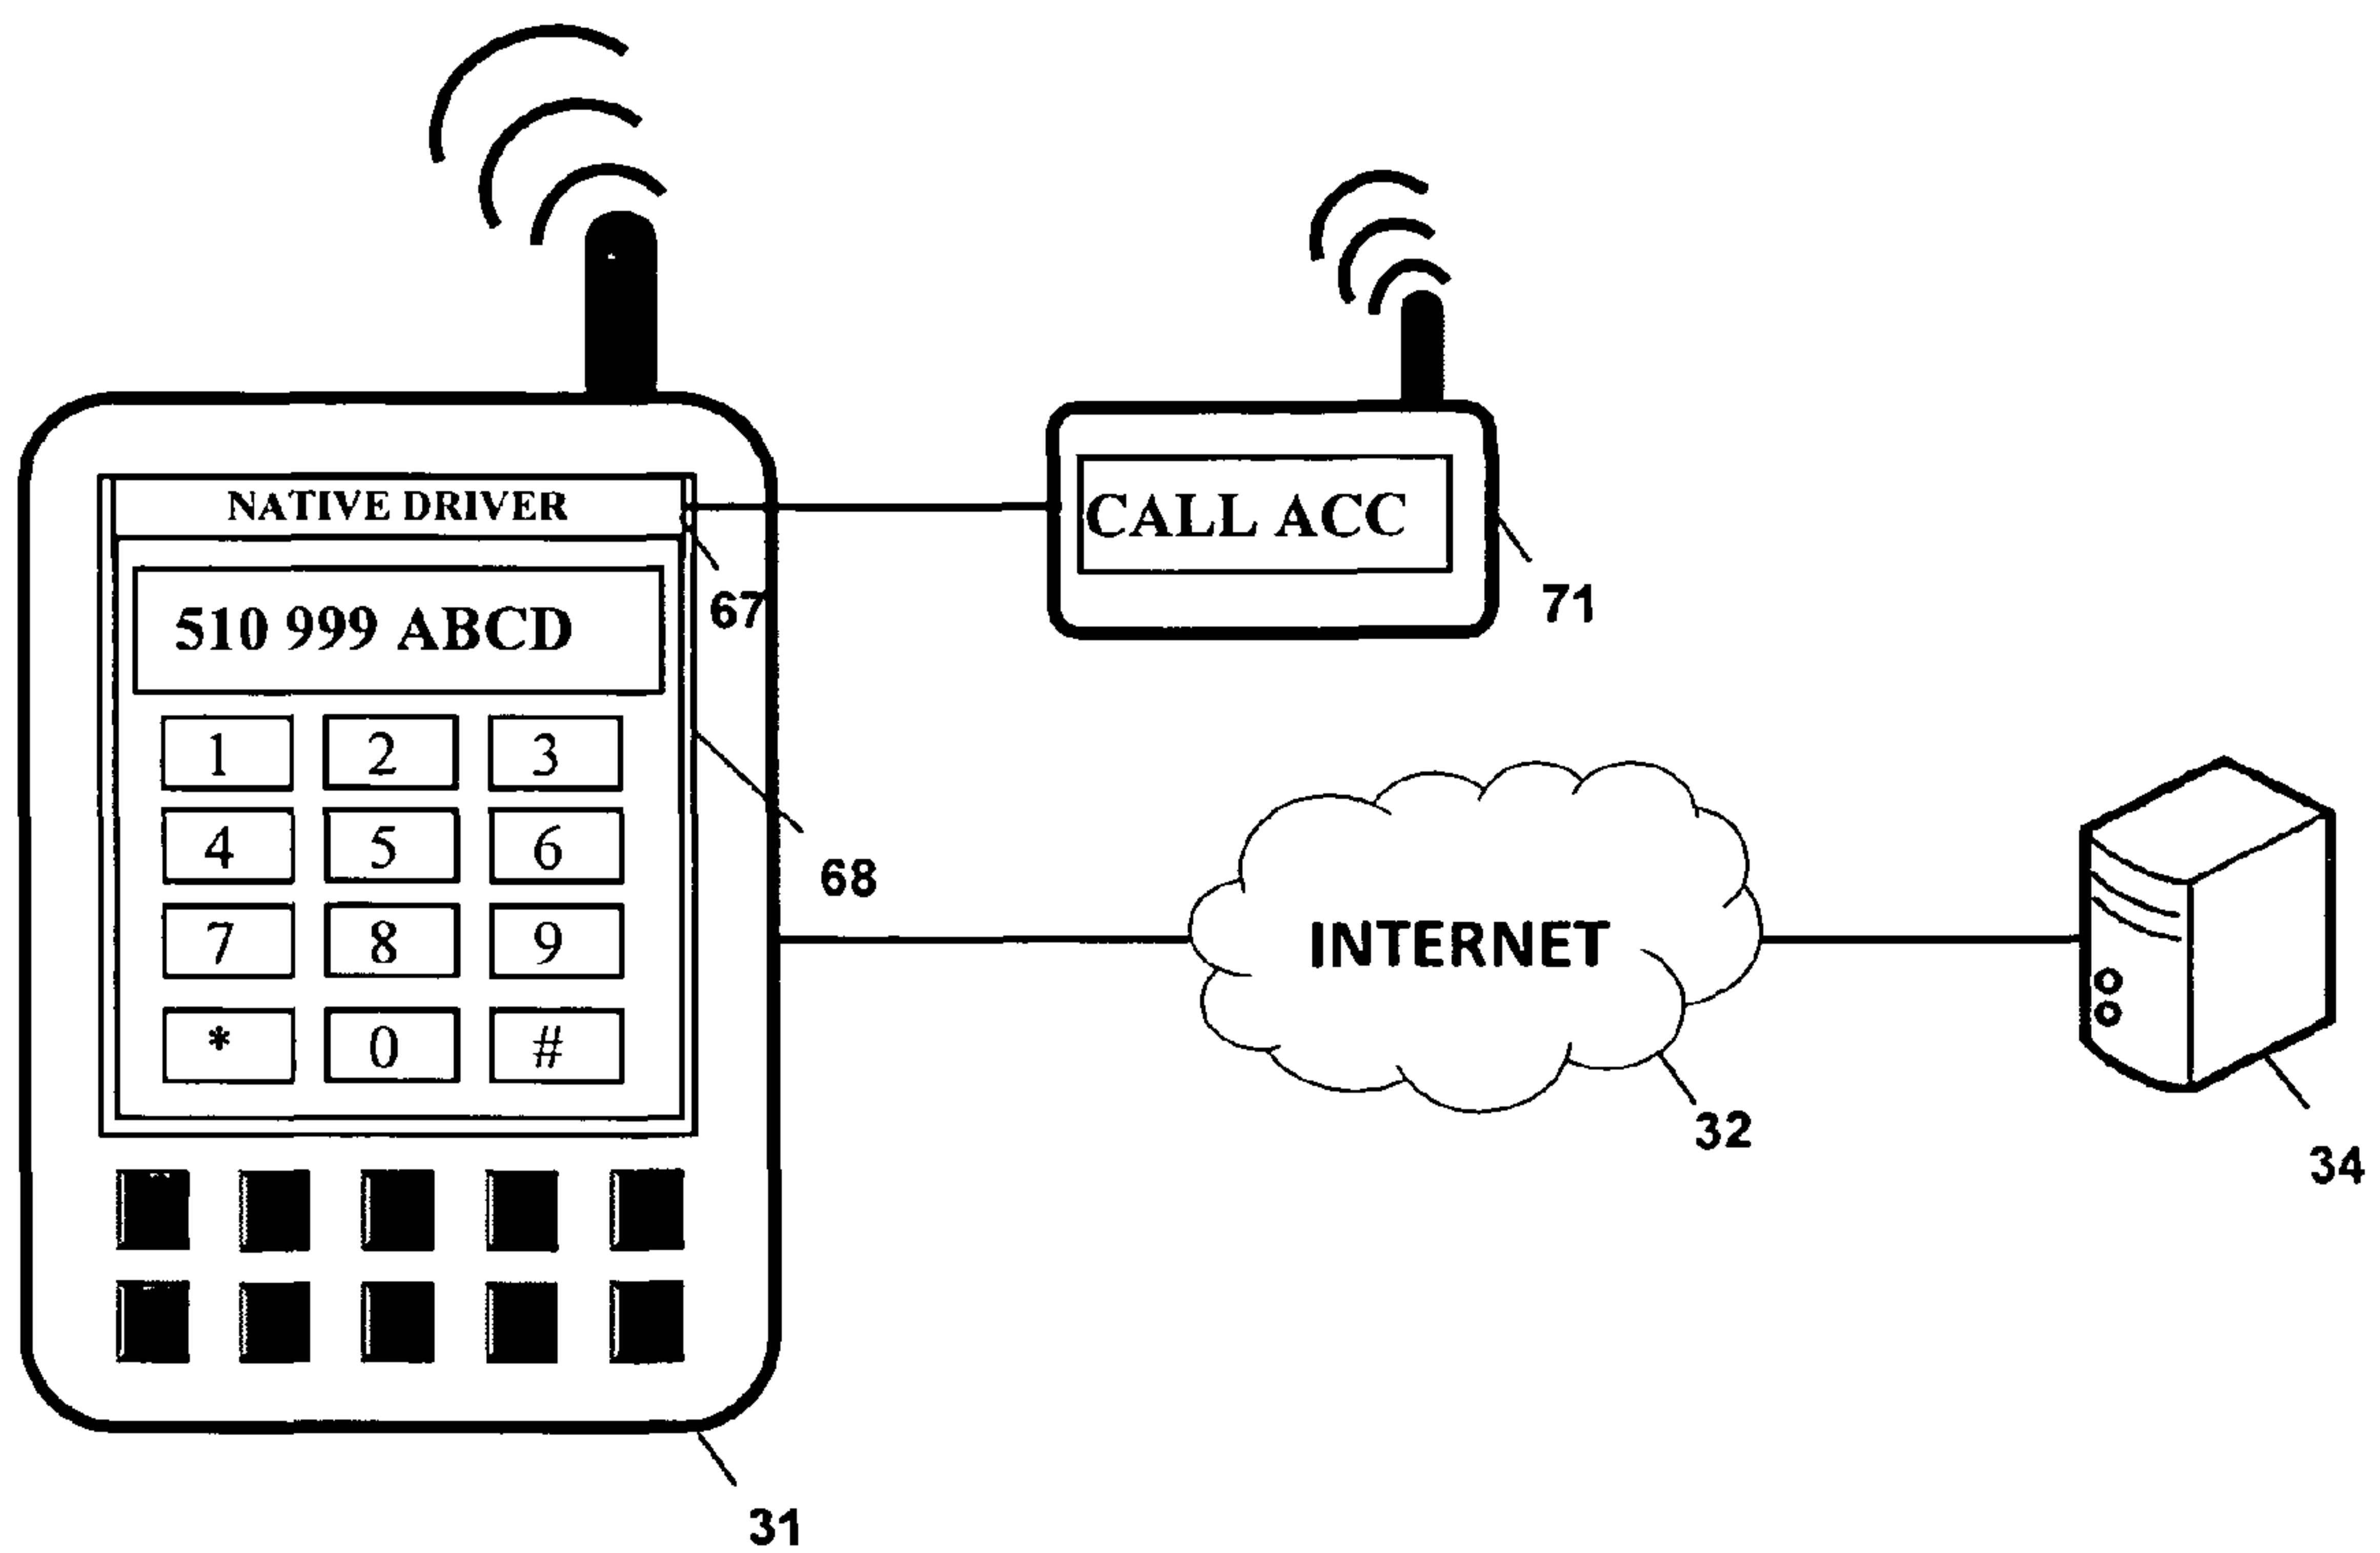 NATIVE DRIVER
CALL ACC
67
71
510 999 ABCD
1 2 3
4 5 6
68
7 8 9
INTERNET
* 0 #
32
34
31